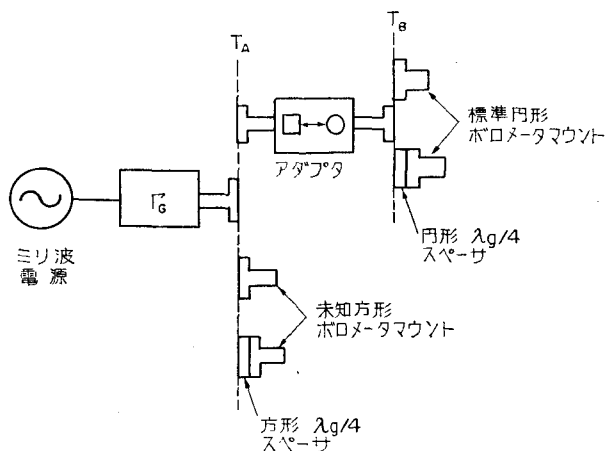 T_A
T_B
標準円形
ボロメータマウント
アダプタ
Γ_G
円形 λg/4
スペーサ
ミリ波
電源
未知方形
ボロメータマウント
方形 λg/4
スペーサ